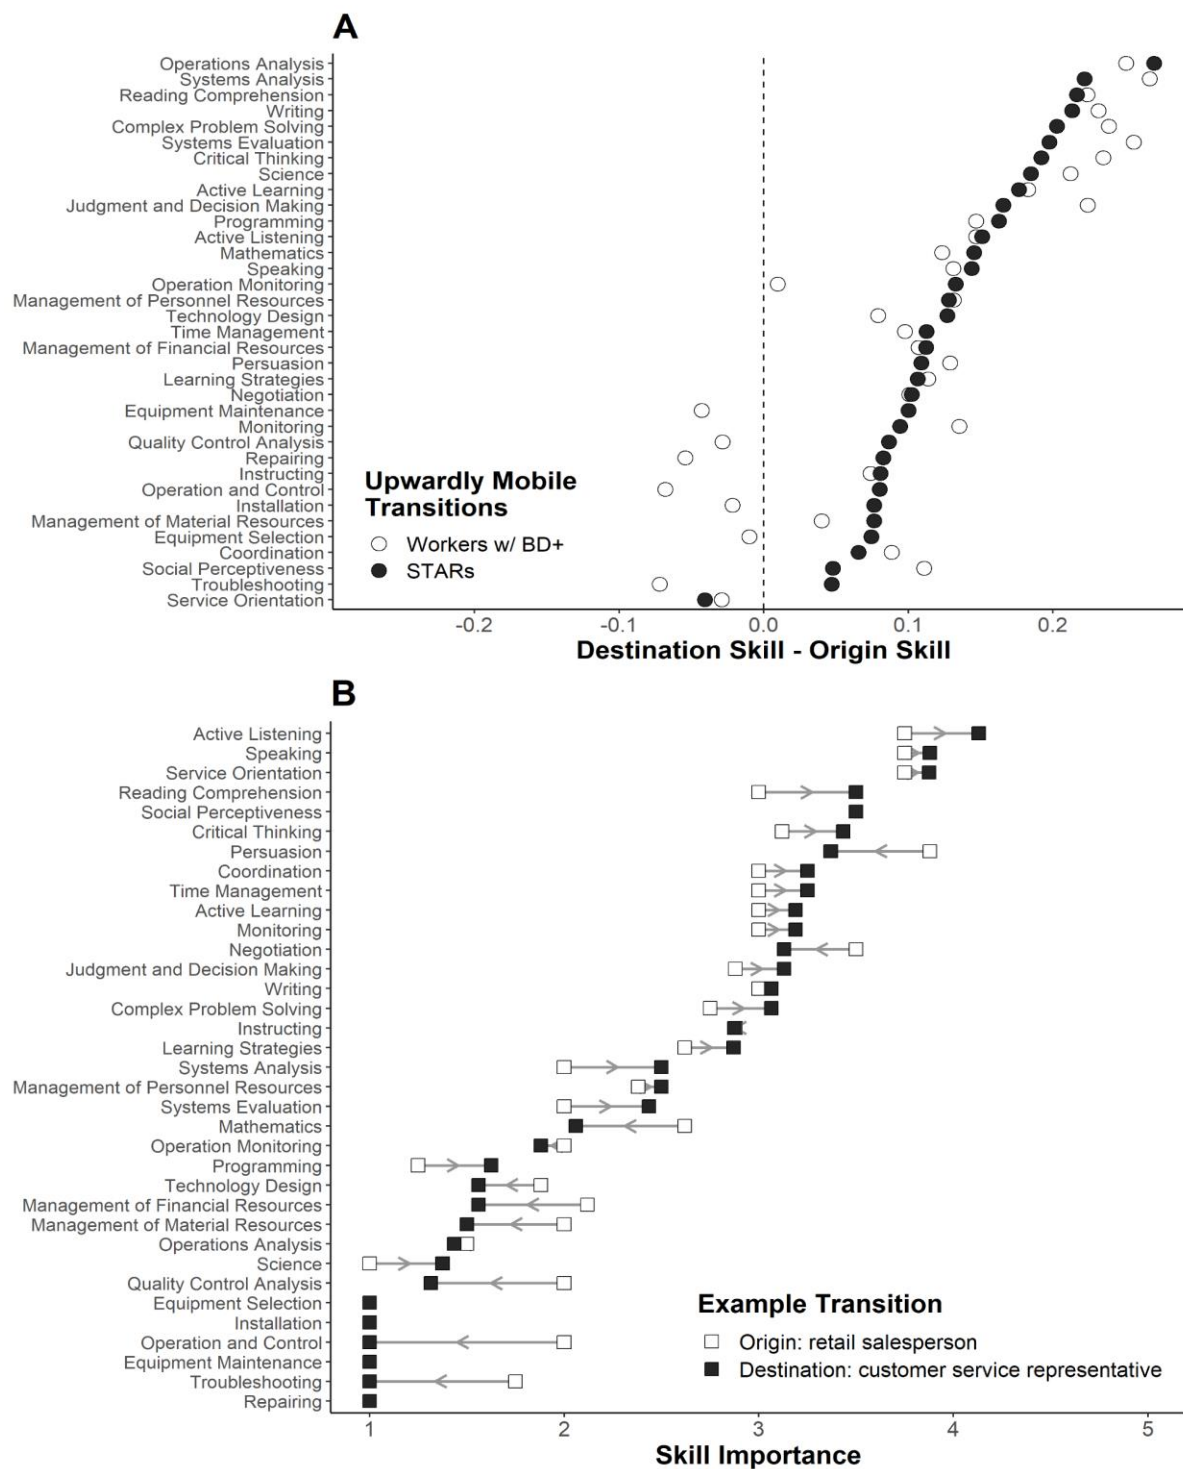 A
Operations Analysis
Systems Analysis
Reading Comprehension
Writing
Complex Problem Solving
Systems Evaluation
Critical Thinking
Science
Active Learning
Judgment and Decision Making
Programming
Active Listening
Mathematics
Speaking
Operation Monitoring
Management of Personnel Resources
Technology Design
Time Management
Management of Financial Resources
Persuasion
Learning Strategies
Negotiation
Equipment Maintenance
Monitoring
Quality Control Analysis
Repairing
Instructing
Operation and Control
Installation
Management of Material Resources
Equipment Selection
Coordination
Social Perceptiveness
Troubleshooting
Service Orientation
Upwardly Mobile
Transitions
Workers w/ BD+
STARs
-0.2 -0.1 0.0 0.1 0.2
Destination Skill - Origin Skill
B
Active Listening
Speaking
Service Orientation
Reading Comprehension
Social Perceptiveness
Critical Thinking
Persuasion
Coordination
Time Management
Active Learning
Monitoring
Negotiation
Judgment and Decision Making
Writing
Complex Problem Solving
Instructing
Learning Strategies
Systems Analysis
Management of Personnel Resources
Systems Evaluation
Mathematics
Operation Monitoring
Programming
Technology Design
Management of Financial Resources
Management of Material Resources
Operations Analysis
Science
Quality Control Analysis
Equipment Selection
Installation
Operation and Control
Equipment Maintenance
Troubleshooting
Repairing
Example Transition
Origin: retail salesperson
Destination: customer service representative
1 2 3 4 5
Skill Importance